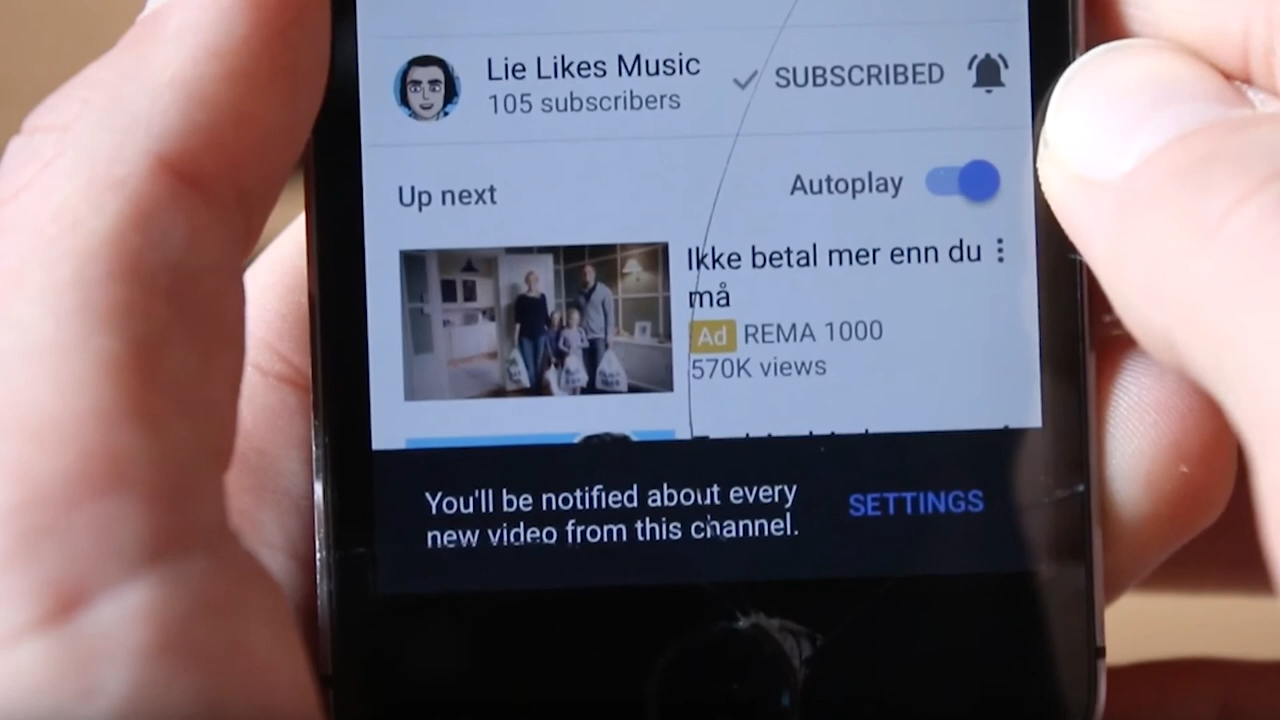 Lie Likes Music
SUBSCRIBED
105 subscribers
Up next
Autoplay
Ikke betal mer enn du
må
Ad REMA 1000
570K views
You'll be notified about every
new video from this channel.
SETTINGS